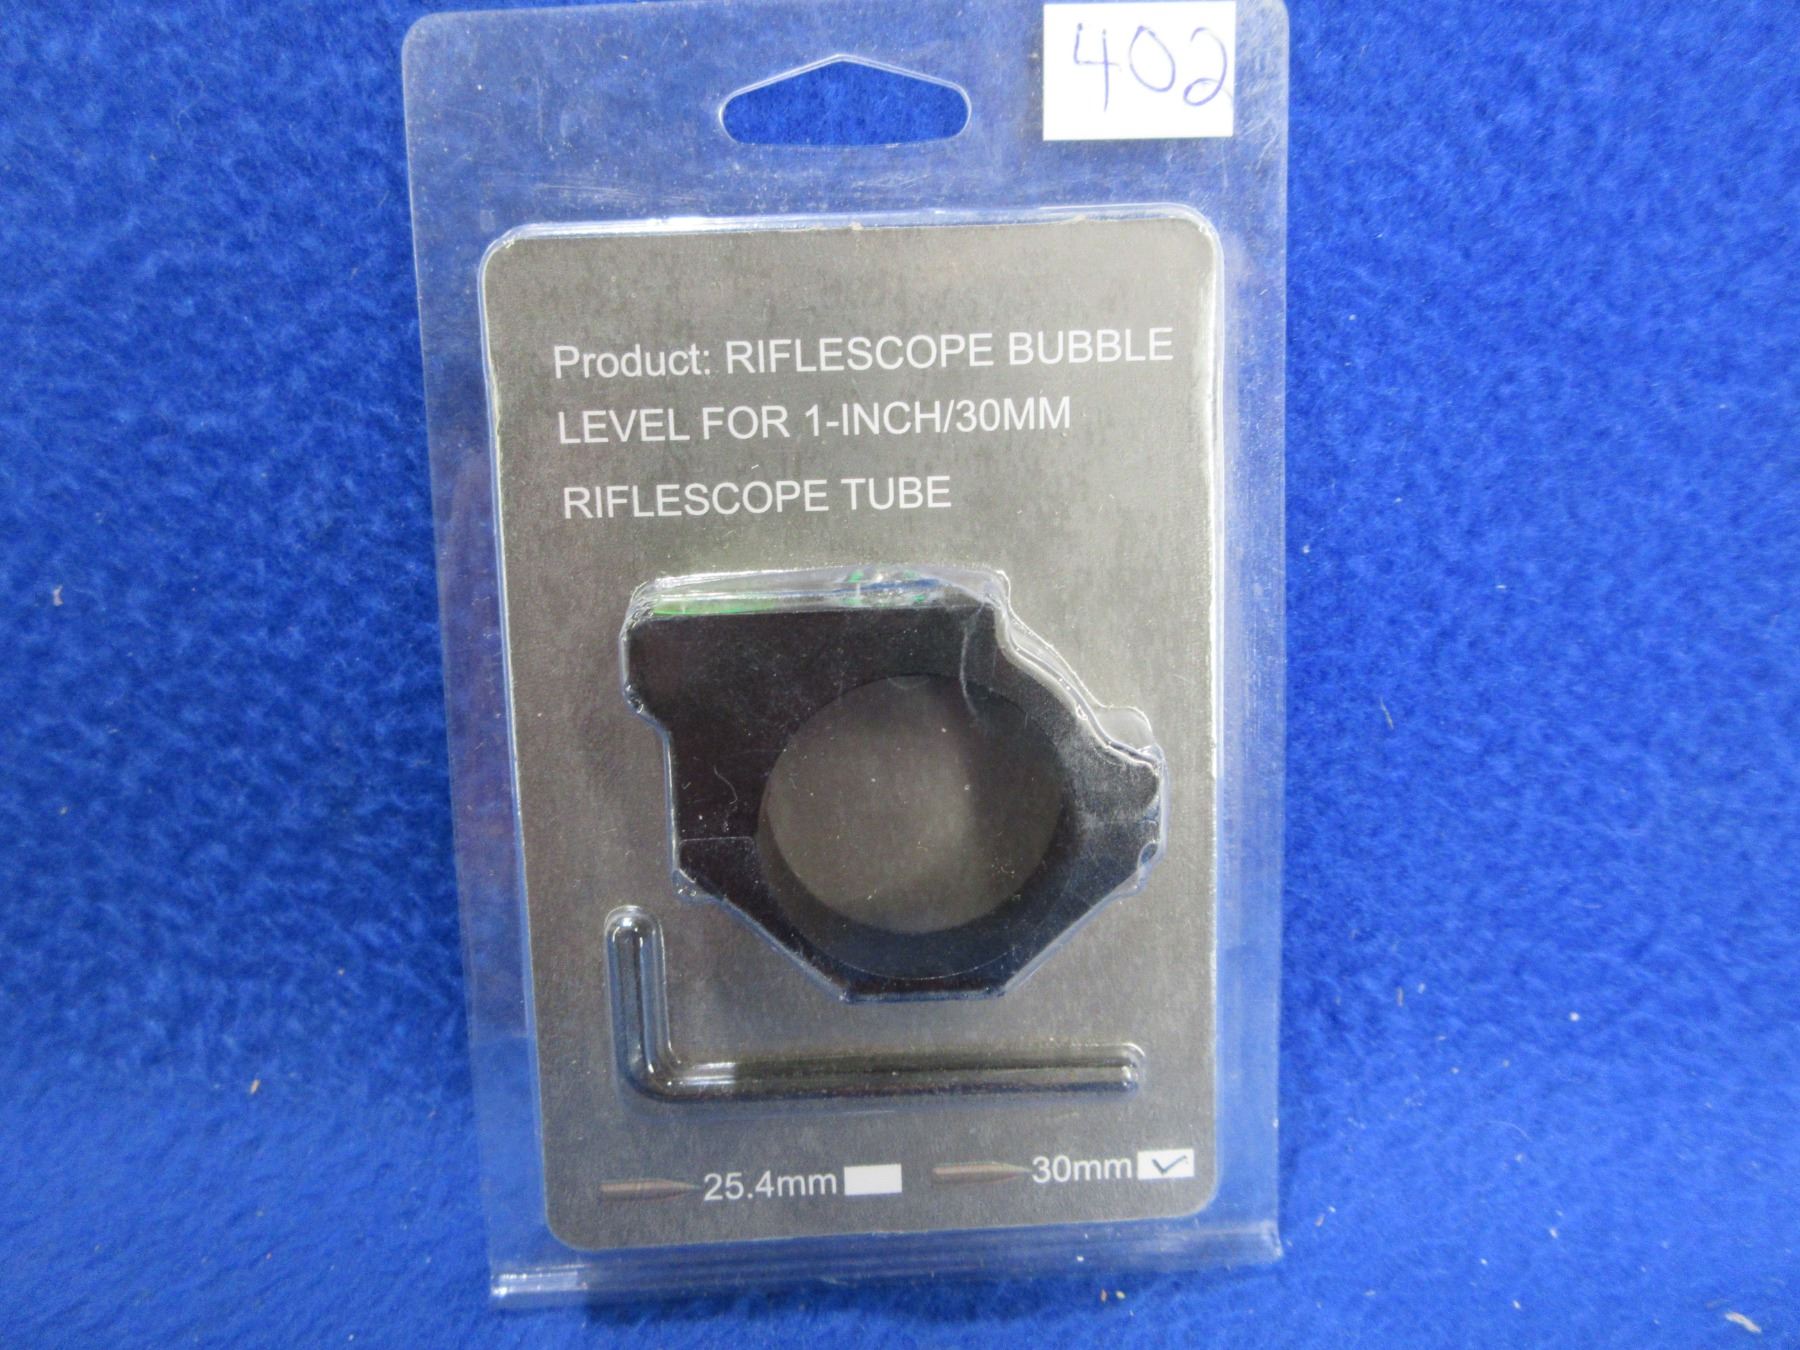 402
Product: RIFLESCOPE BUBBLE
LEVEL FOR 1-INCH/30MM
RIFLESCOPE TUBE
25.4mm 30mm